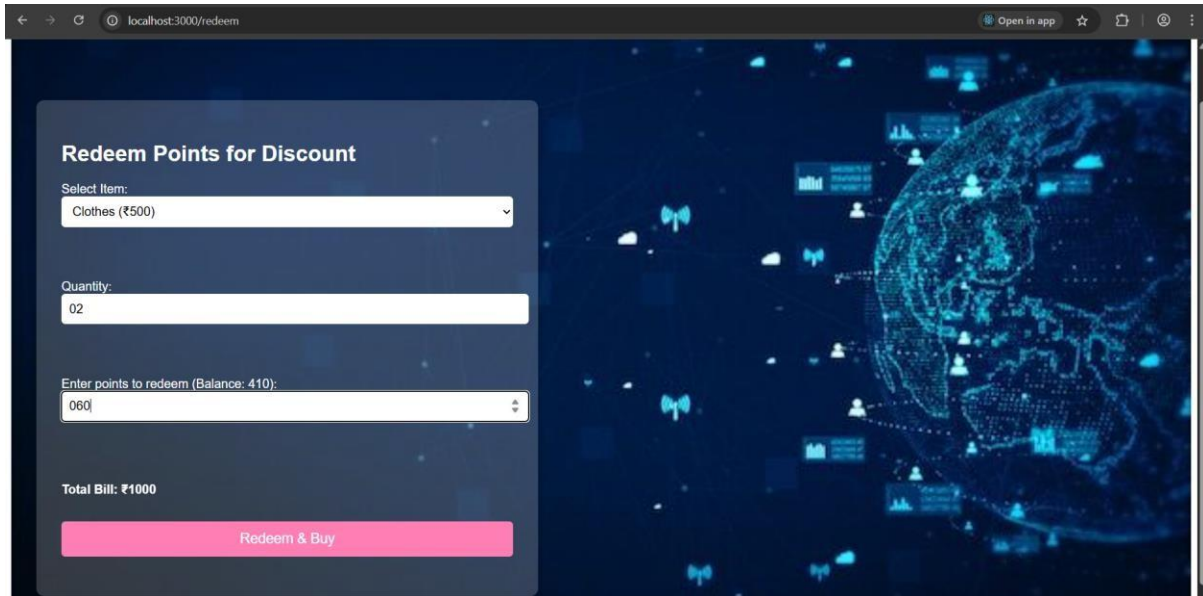 localhost:3000/redeem
Open in app
Redeem Points for Discount
Select Item:
Clothes (₹500)
Quantity:
02
Enter points to redeem (Balance: 410):
060
Total Bill: ₹1000
Redeem & Buy